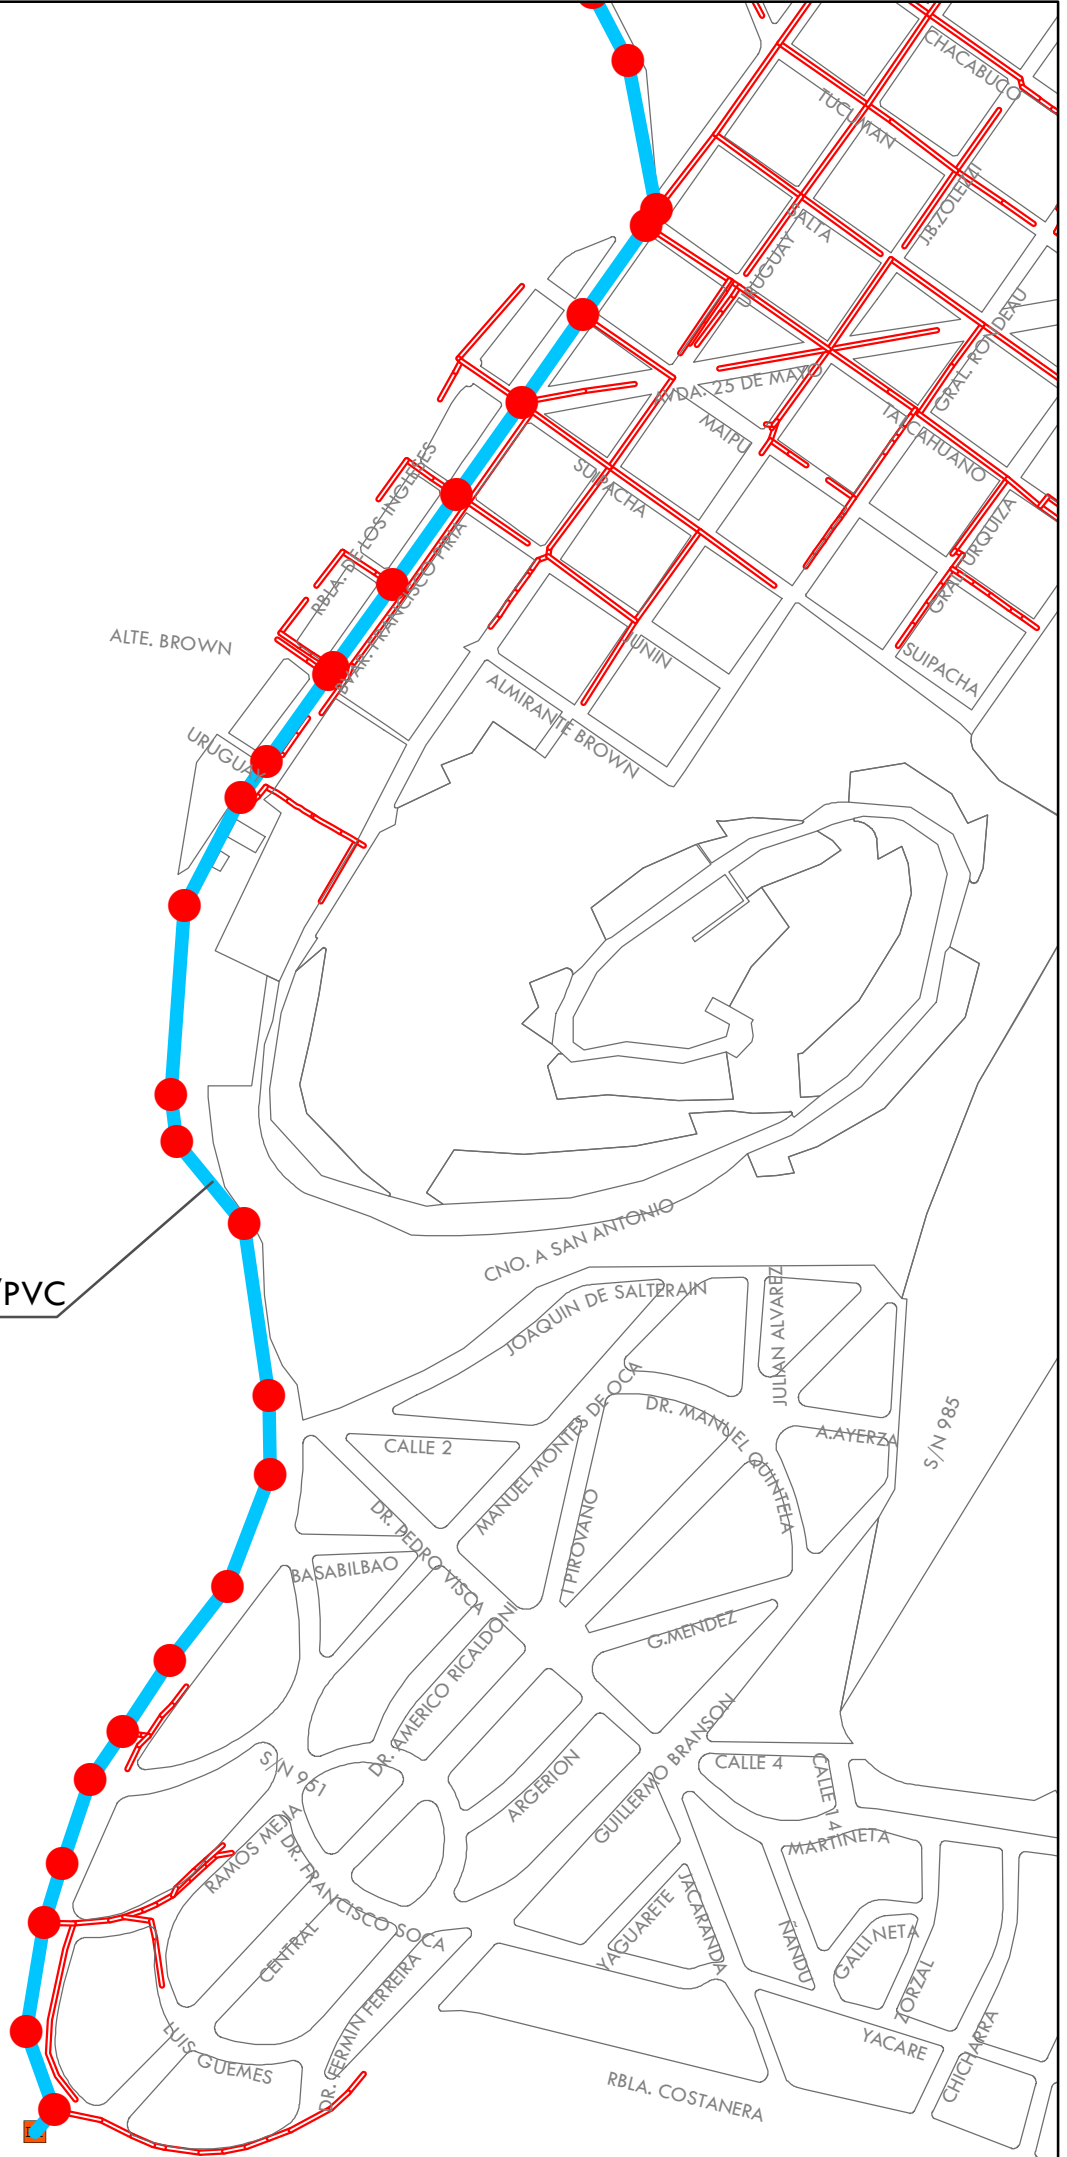 CHACABUCO
TUCUMAN
J.B.ZOLEZZI
SALTA
URUGUAY
GRAL. RONDEAU
AVDA. 25 DE MAYO
MAIPU
TALCAHUANO
SUIPACHA
RBLA. DE LOS INGLESES
GRAL. URQUIZA
BVAR. FRANCISCO PIRIA
ALTE. BROWN
JUNIN
SUIPACHA
ALMIRANTE BROWN
URUGUAY
CNO. A SAN ANTONIO
/PVC
JOAQUIN DE SALTERAIN
JULIAN ALVAREZ
MANUEL MONTES DE OCA
DR. MANUEL QUINTELA
A.AYERZA
S/N 985
CALLE 2
DR. PEDRO VISCA
I PIROVANO
BASABILBAO
G.MENDEZ
DR. AMERICO RICALDONI
GUILLERMO BRANSON
S/N 951
CALLE 4
CALLE 14
ARGERION
RAMOS MEJIA
MARTINETA
DR. FRANCISCO SOCA
JACARANDA
YAGUARETE
ÑANDU
GALLINETA
CENTRAL
ZORZAL
DR. FERMIN FERREIRA
LUIS GUEMES
YACARE
CHICHARRA
RBLA. COSTANERA